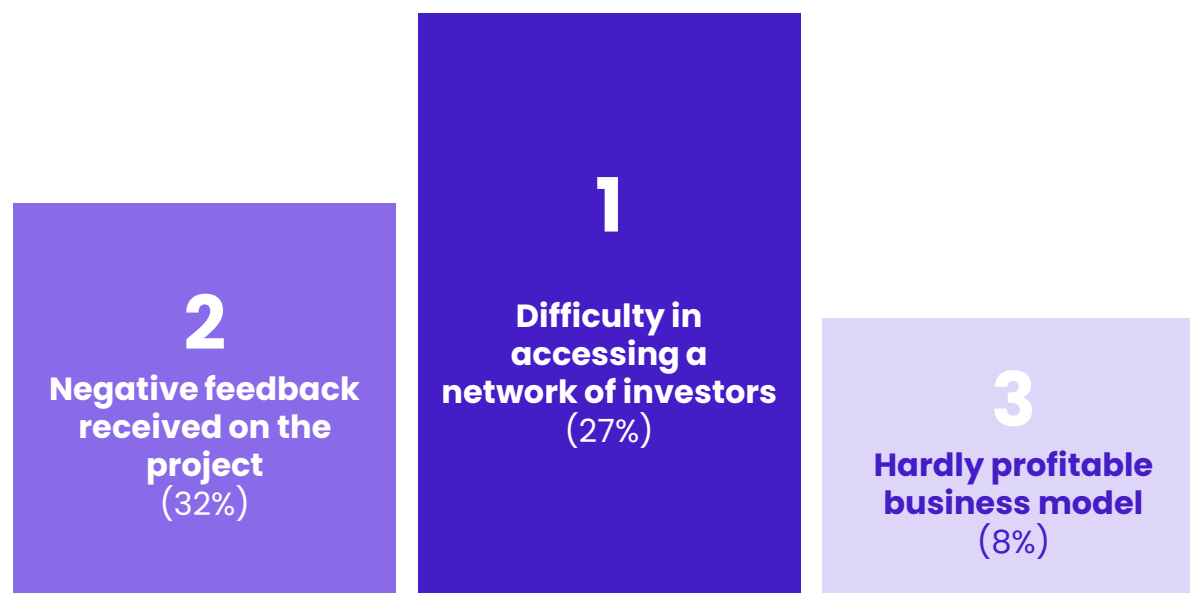 2
Negative feedback
received on the
project
(32%)
1
Difficulty in
accessing a
network of investors
(27%)
3
Hardly profitable
business model
(8%)